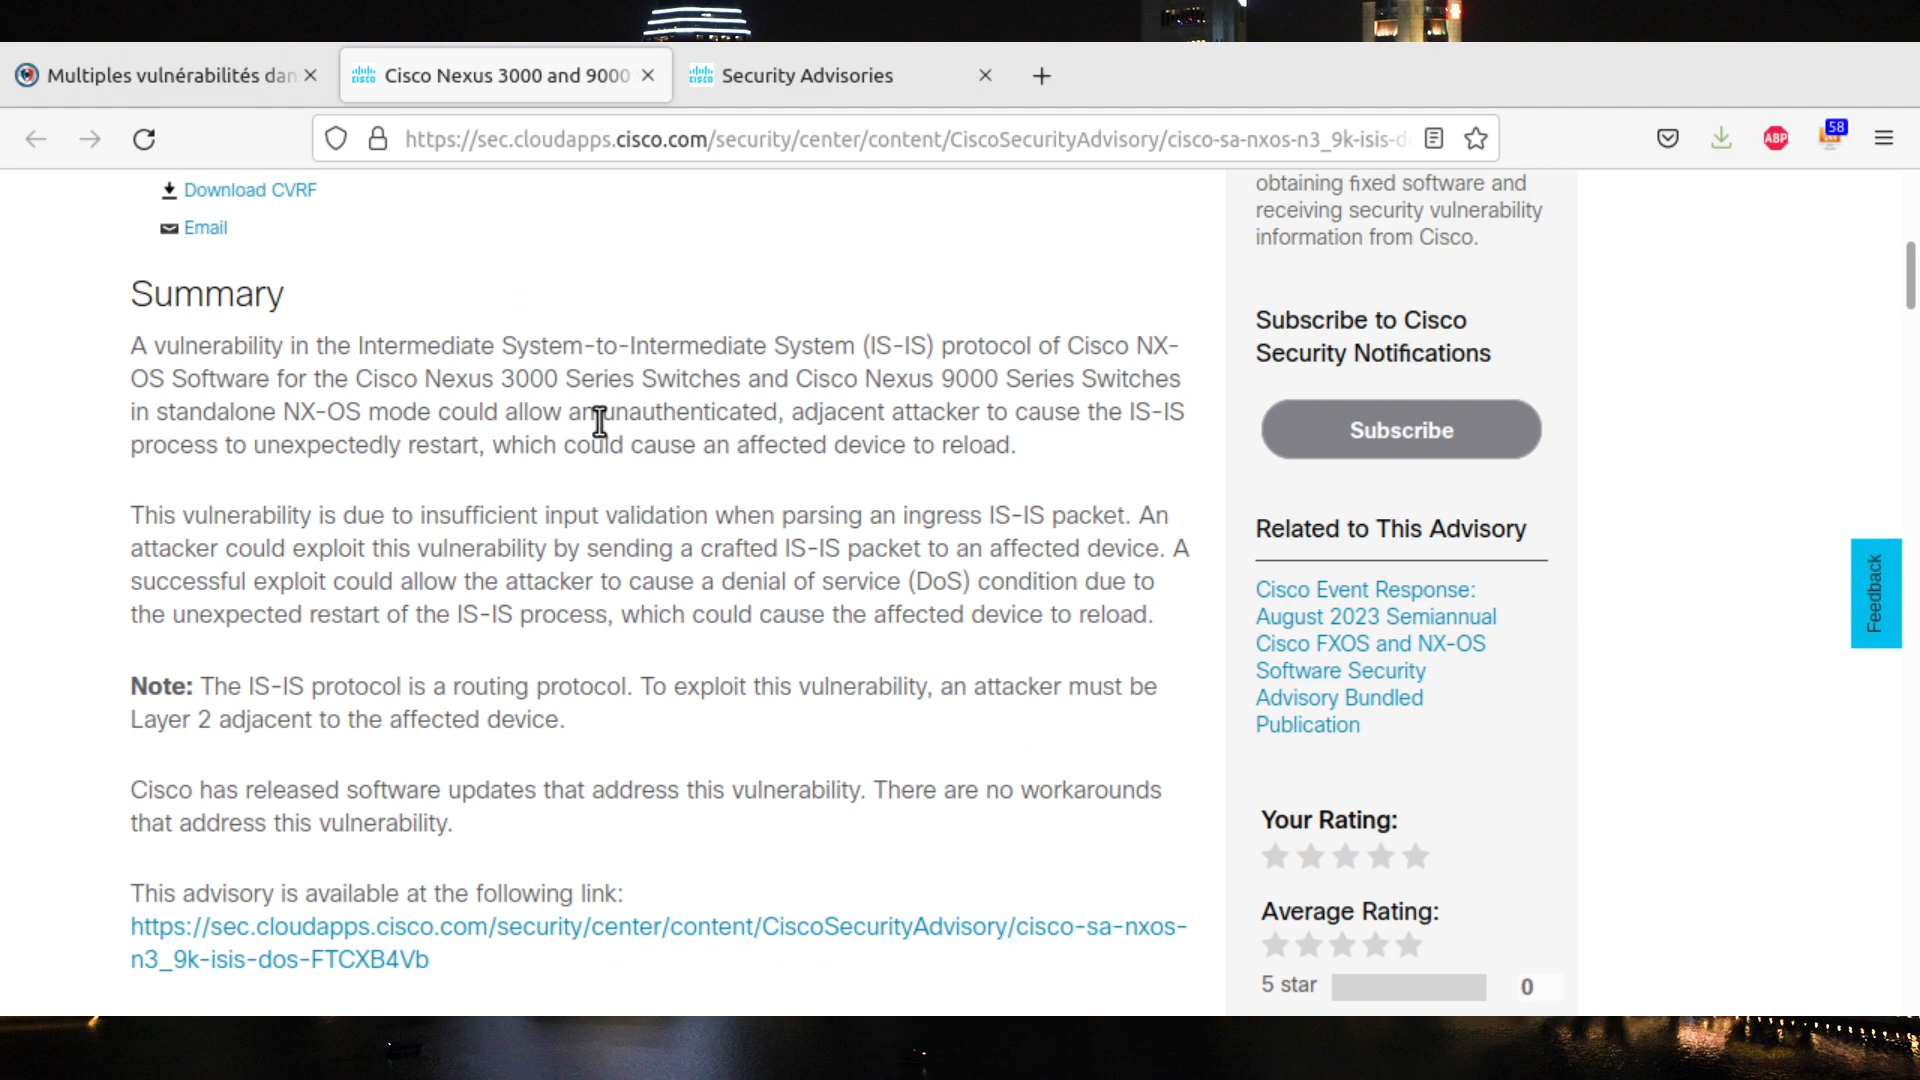 Multiples vulnérabilités dan
Cisco Nexus 3000 and 9000
Security Advisories
https://sec.cloudapps.cisco.com/security/center/content/CiscoSecurityAdvisory/cisco-sa-nxos-n3_9k-isis-d
ABP
58
Download CVRF
Email
Summary
A vulnerability in the Intermediate System-to-Intermediate System (IS-IS) protocol of Cisco NX-
OS Software for the Cisco Nexus 3000 Series Switches and Cisco Nexus 9000 Series Switches
in standalone NX-OS mode could allow an unauthenticated, adjacent attacker to cause the IS-IS
process to unexpectedly restart, which could cause an affected device to reload.
This vulnerability is due to insufficient input validation when parsing an ingress IS-IS packet. An
attacker could exploit this vulnerability by sending a crafted IS-IS packet to an affected device. A
successful exploit could allow the attacker to cause a denial of service (DoS) condition due to
the unexpected restart of the IS-IS process, which could cause the affected device to reload.
Note: The IS-IS protocol is a routing protocol. To exploit this vulnerability, an attacker must be
Layer 2 adjacent to the affected device.
Cisco has released software updates that address this vulnerability. There are no workarounds
that address this vulnerability.
This advisory is available at the following link:
https://sec.cloudapps.cisco.com/security/center/content/CiscoSecurityAdvisory/cisco-sa-nxos-
n3_9k-isis-dos-FTCXB4Vb
obtaining fixed software and
receiving security vulnerability
information from Cisco.
Subscribe to Cisco
Security Notifications
Subscribe
Related to This Advisory
Cisco Event Response:
August 2023 Semiannual
Cisco FXOS and NX-OS
Software Security
Advisory Bundled
Publication
Your Rating:
Average Rating:
5 star 0
Feedback